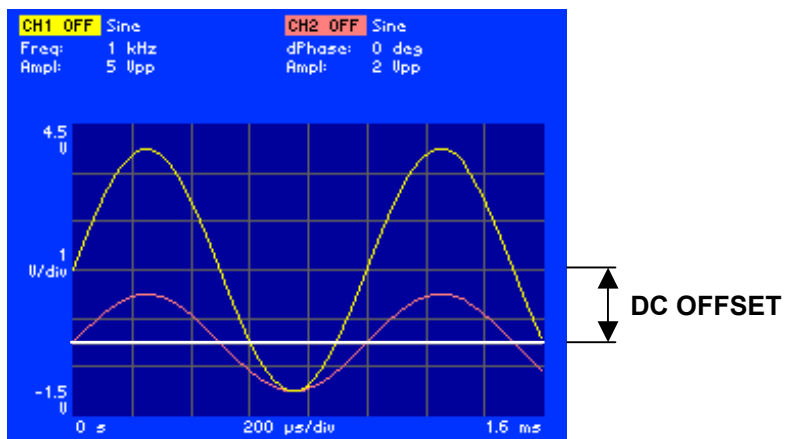 CH1 OFF Sine CH2 OFF Sine
Freq: 1 kHz dPhase: 0 deg
Ampl: 5 Vpp Ampl: 2 Vpp
4.5
V
1
V/div
DC OFFSET
-1.5
V
0 s 200 µs/div 1.6 ms